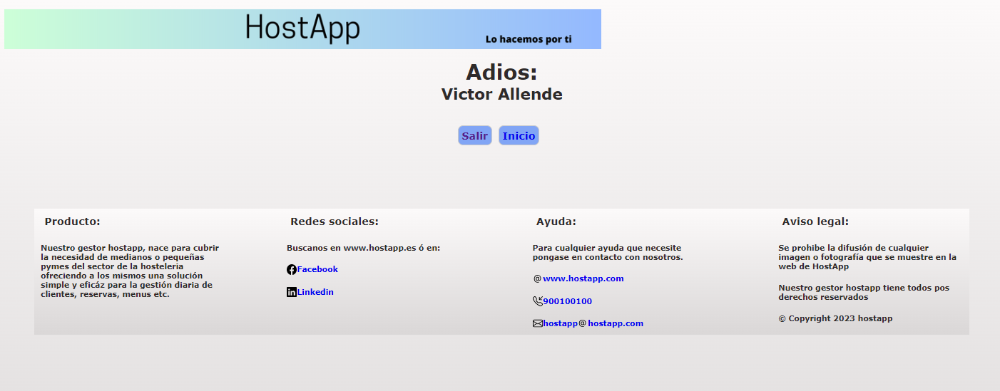 HostApp
Lo hacemos por ti
Adios:
Victor Allende
Salir Inicio
Producto:
Nuestro gestor hostapp, nace para cubrir
la necesidad de medianos o pequeñas
pymes del sector de la hosteleria
ofreciendo a los mismos una solución
simple y eficáz para la gestión diaria de
clientes, reservas, menus etc.
Redes sociales:
Buscanos en www.hostapp.es ó en:
Facebook
Linkedin
Ayuda:
Para cualquier ayuda que necesite
pongase en contacto con nosotros.
@www.hostapp.com
900100100
hostapp@hostapp.com
Aviso legal:
Se prohibe la difusión de cualquier
imagen o fotografía que se muestre en la
web de HostApp
Nuestro gestor hostapp tiene todos pos
derechos reservados
© Copyright 2023 hostapp